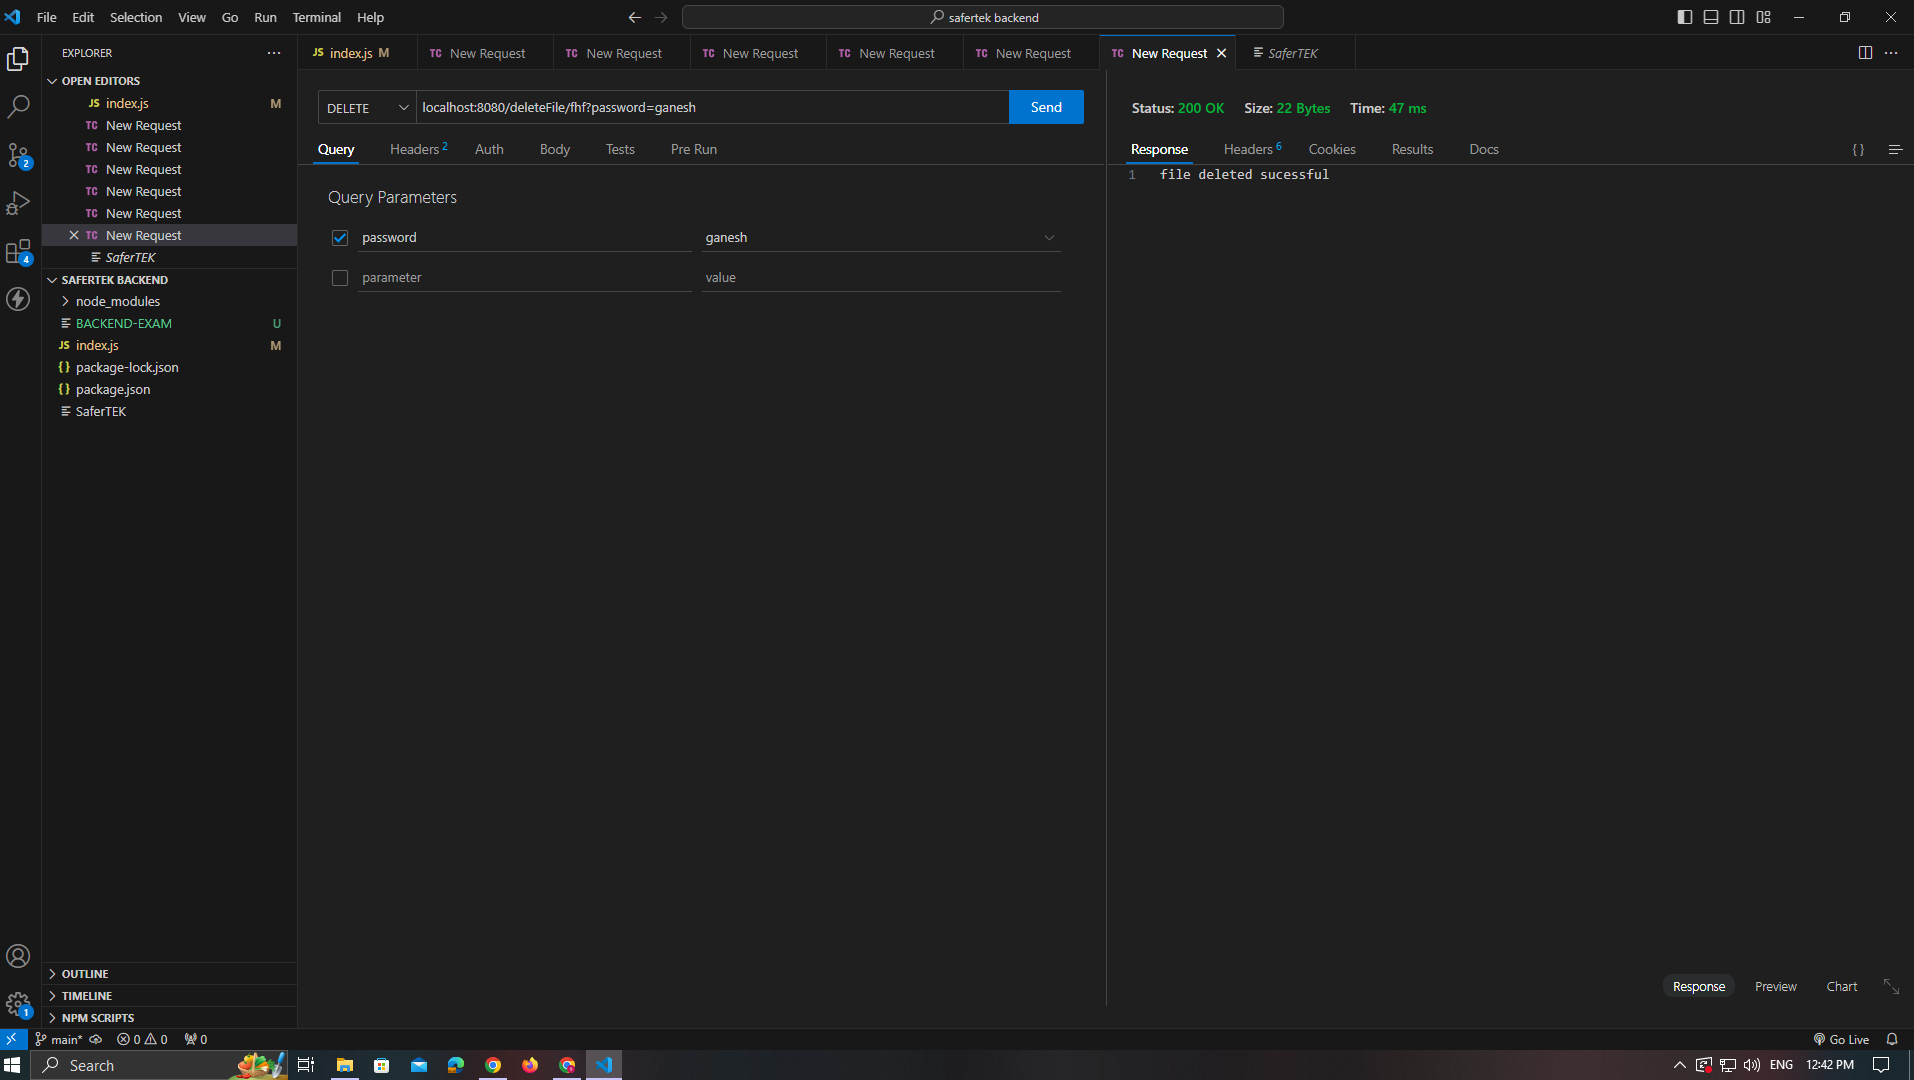 File Edit Selection View Go Run Terminal Help
safertek backend
EXPLORER
OPEN EDITORS
JS index.js M
TC New Request
TC New Request
TC New Request
TC New Request
TC New Request
TC New Request
SaferTEK
SAFERTEK BACKEND
node_modules
BACKEND-EXAM U
JS index.js M
{} package-lock.json
{} package.json
SaferTEK
OUTLINE
TIMELINE
NPM SCRIPTS
2
4
1
JS index.js M
TC New Request
TC New Request
TC New Request
TC New Request
TC New Request
TC New Request
SaferTEK
DELETE localhost:8080/deleteFile/fhf?password=ganesh Send
Query Headers 2 Auth Body Tests Pre Run
Query Parameters
password ganesh
parameter value
Status: 200 OK Size: 22 Bytes Time: 47 ms
Response Headers 6 Cookies Results Docs {}
1 file deleted sucessful
Response Preview Chart
main* 0 0 0 Go Live
Search ENG 12:42 PM